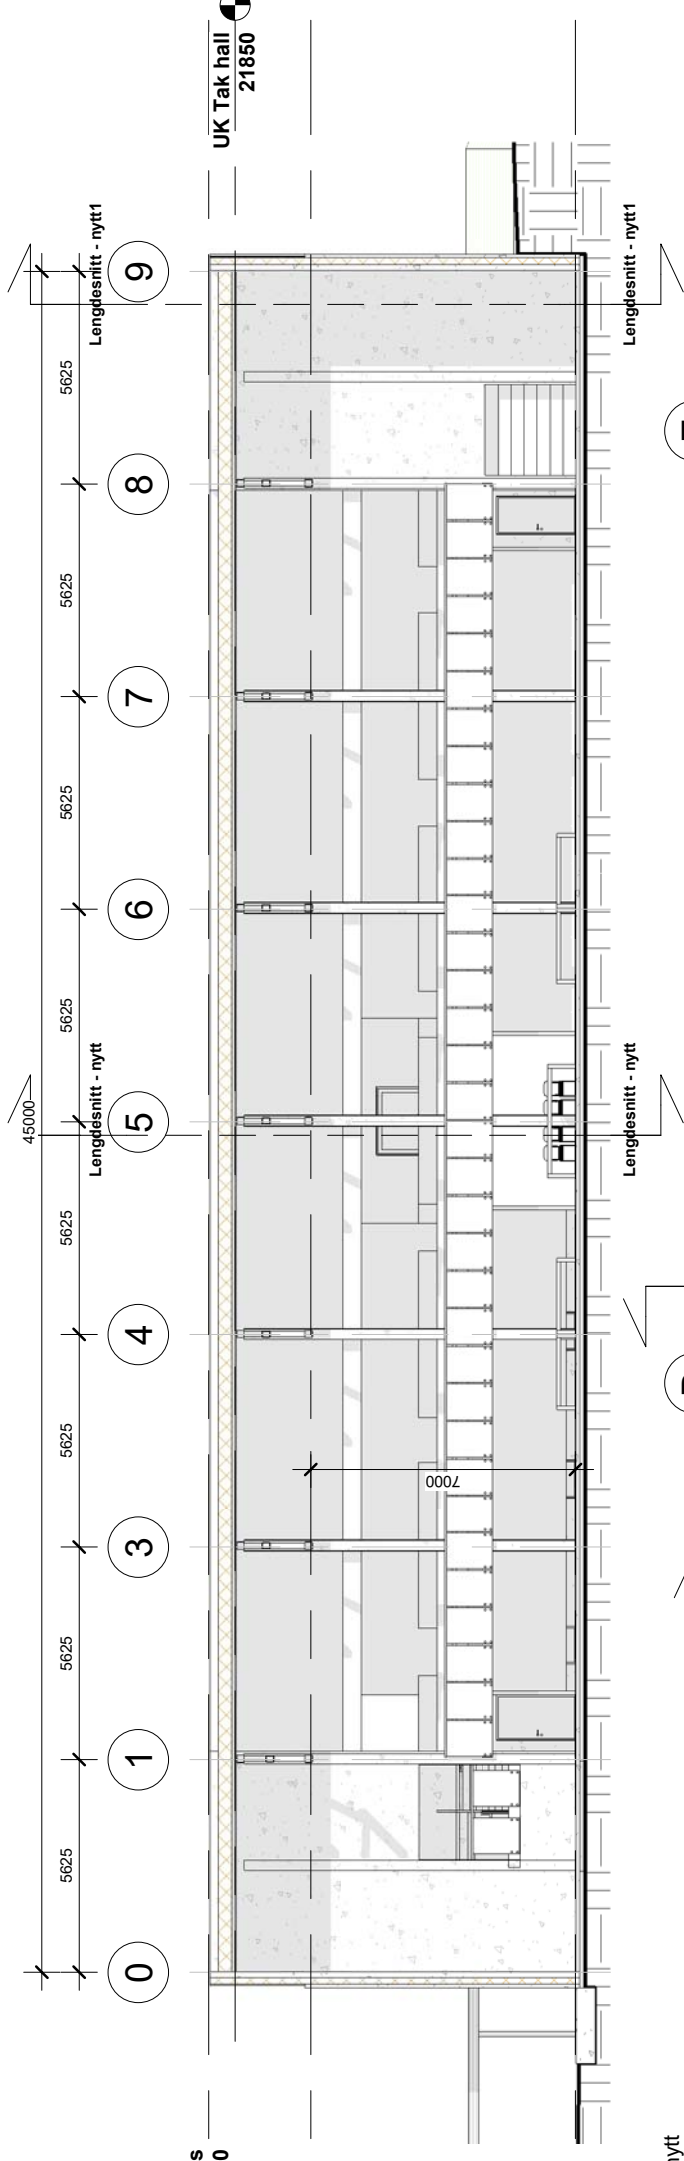 45000
5625 5625 5625 5625 5625 5625 5625 5625
Lengdesnitt - nytt
Lengdesnitt - nytt1
0 1 3 4 5 6 7 8 9
s
0
UK Tak hall
21850
7000
Lengdesnitt - nytt
Lengdesnitt - nytt1